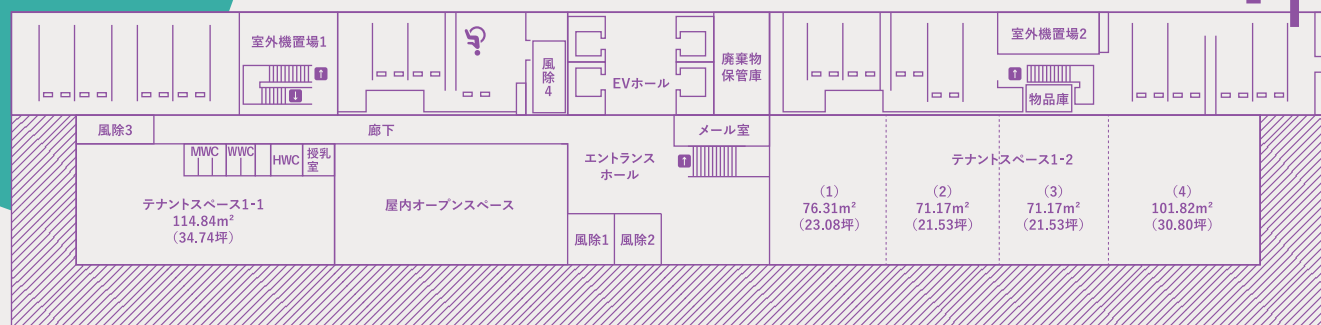 室外機置場1
風
除
4
EVホール
廃棄物
保管庫
室外機置場2
物品庫
風除3
廊下
メール室
MWC
WWC
HWC
授乳
室
エントランス
ホール
テナントスペース1-1
114.84m²
(34.74坪)
屋内オープンスペース
風除1
風除2
テナントスペース1-2
(1)
76.31m²
(23.08坪)
(2)
71.17m²
(21.53坪)
(3)
71.17m²
(21.53坪)
(4)
101.82m²
(30.80坪)